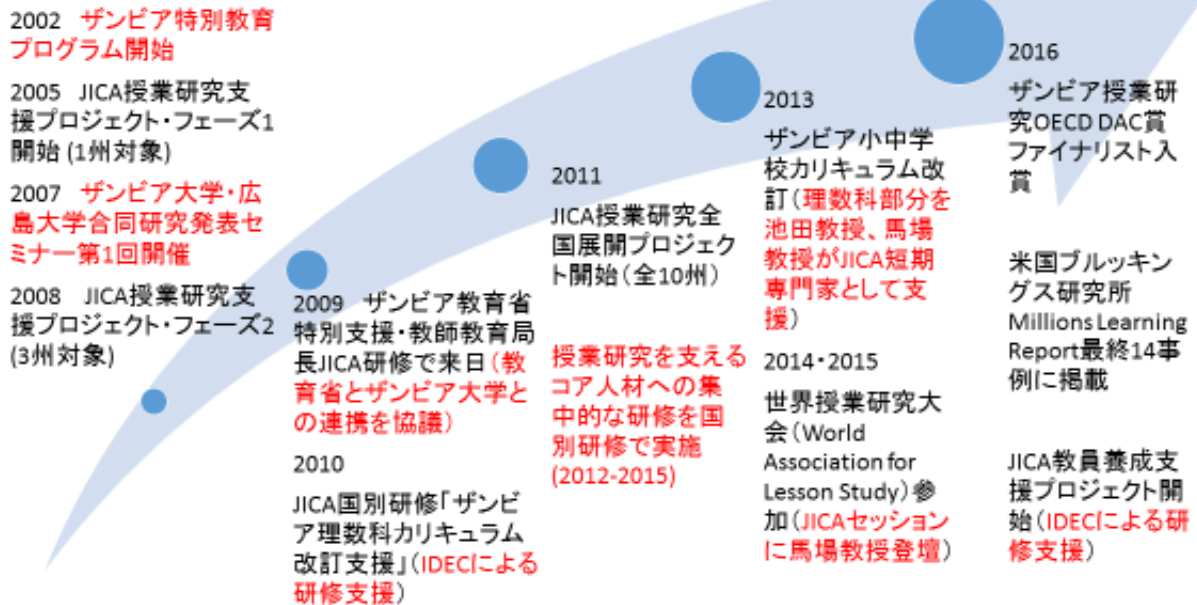 2002 ザンビア特別教育
プログラム開始
2005 JICA授業研究支
援プロジェクト・フェーズ1
開始 (1州対象)
2007 ザンビア大学・広
島大学合同研究発表セ
ミナー第1回開催
2008 JICA授業研究支
援プロジェクト・フェーズ2
(3州対象)
2009 ザンビア教育省
特別支援・教師教育局
長JICA研修で来日(教
育省とザンビア大学と
の連携を協議)
2010
JICA国別研修「ザンビ
ア理数科カリキュラム
改訂支援」(IDECによる
研修支援)
2011
JICA授業研究全
国展開プロジェク
ト開始(全10州)
授業研究を支える
コア人材への集
中的な研修を国
別研修で実施
(2012-2015)
2013
ザンビア小中学
校カリキュラム改
訂(理数科部分を
池田教授、馬場
教授がJICA短期
専門家として支
援)
2014・2015
世界授業研究大
会(World
Association for
Lesson Study)参
加(JICAセッション
に馬場教授登壇)
2016
ザンビア授業研
究OECD DAC賞
ファイナリスト入
賞
米国ブルッキン
グス研究所
Millions Learning
Report最終14事
例に掲載
JICA教員養成支
援プロジェクト開
始(IDECによる研
修支援)